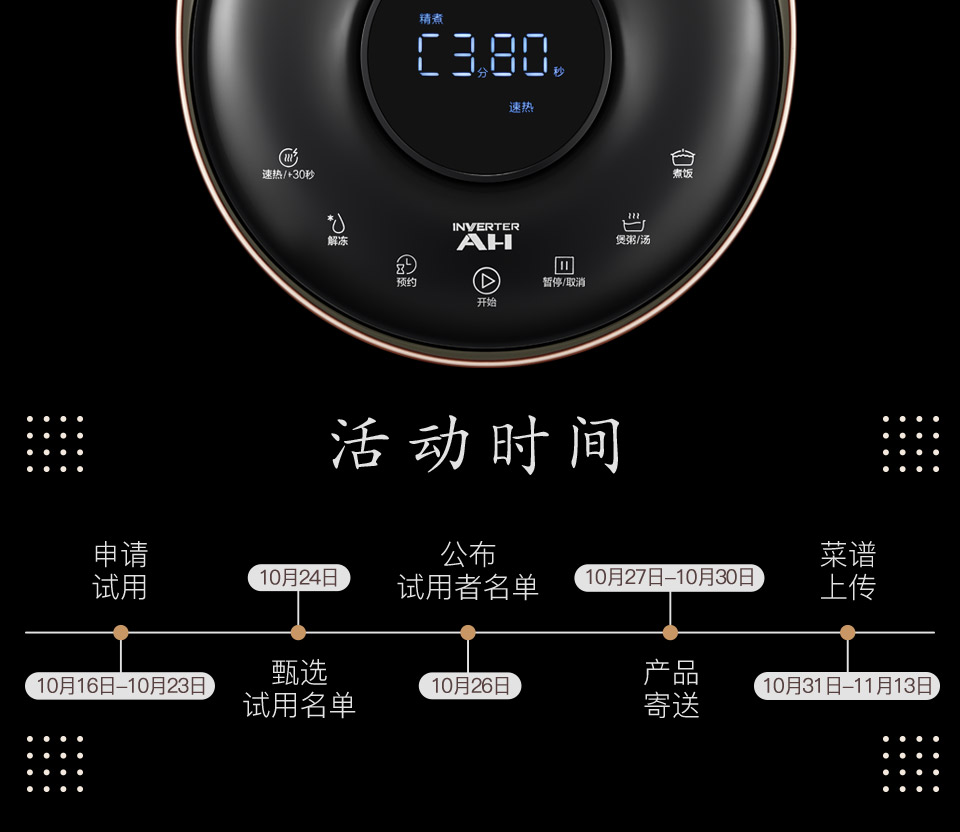 精煮
C3分80秒
速热
速热/+30秒
煮饭
解冻
INVERTER
AH
煲粥/汤
预约
开始
暂停/取消
活动时间
申请
试用
10月16日–10月23日
10月24日
甄选
试用名单
公布
试用者名单
10月26日
10月27日–10月30日
产品
寄送
菜谱
上传
10月31日–11月13日